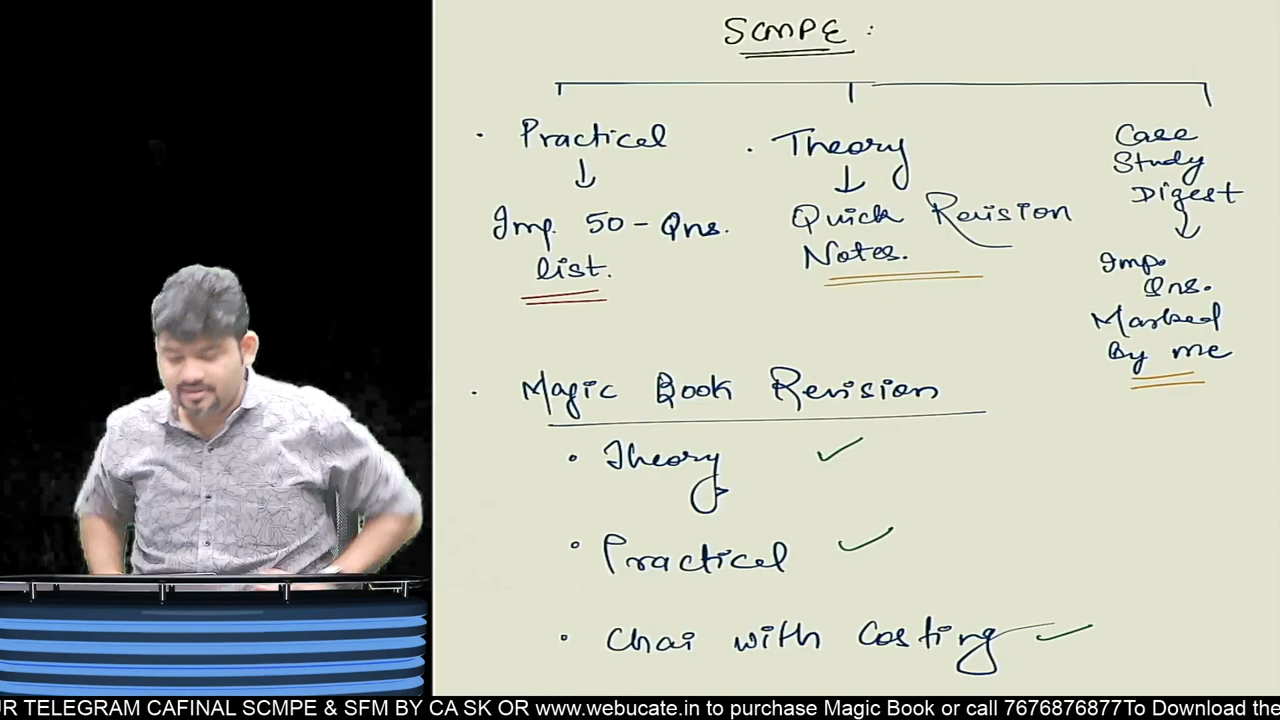 SCMPE :
. Practical
Imp. 50 - Qns.
list.
. Theory
Quick Revision
Notes.
Case
Study
Digest
Imp.
Qns.
Marked
By me
. Magic Book Revision
. Theory
. Practical
. Chai with Costing
UR TELEGRAM CAFINAL SCMPE & SFM BY CA SK OR www.webucate.in to purchase Magic Book or call 7676876877To Download the